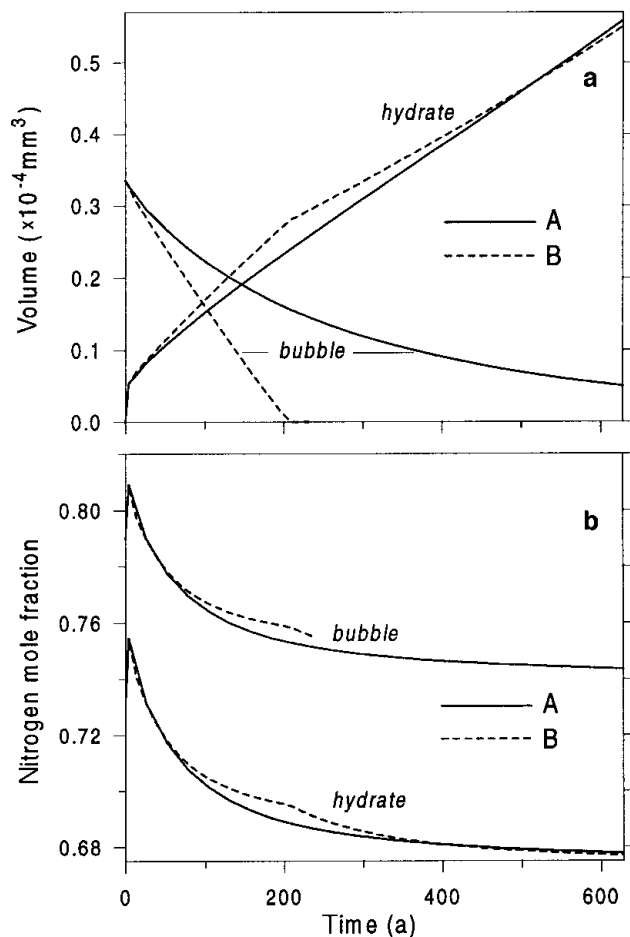 a
0.5
0.4
0.3
0.2
0.1
0.0
Volume (×10⁻⁴mm³)
hydrate
A
B
bubble
b
0.80
0.76
0.72
0.68
Nitrogen mole fraction
bubble
A
B
hydrate
0 200 400 600
Time (a)